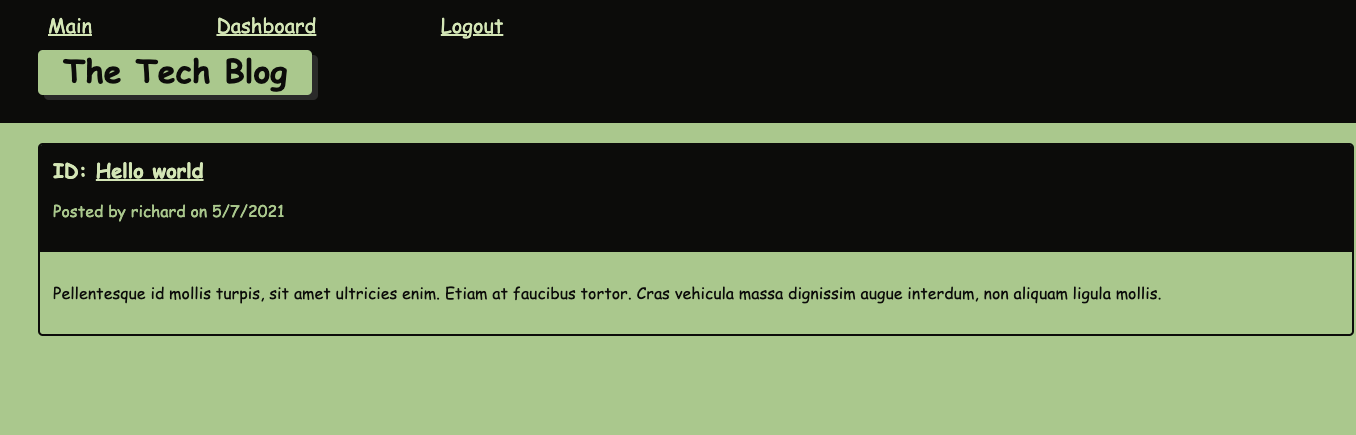 Main Dashboard Logout
The Tech Blog
ID: Hello world
Posted by richard on 5/7/2021
Pellentesque id mollis turpis, sit amet ultricies enim. Etiam at faucibus tortor. Cras vehicula massa dignissim augue interdum, non aliquam ligula mollis.